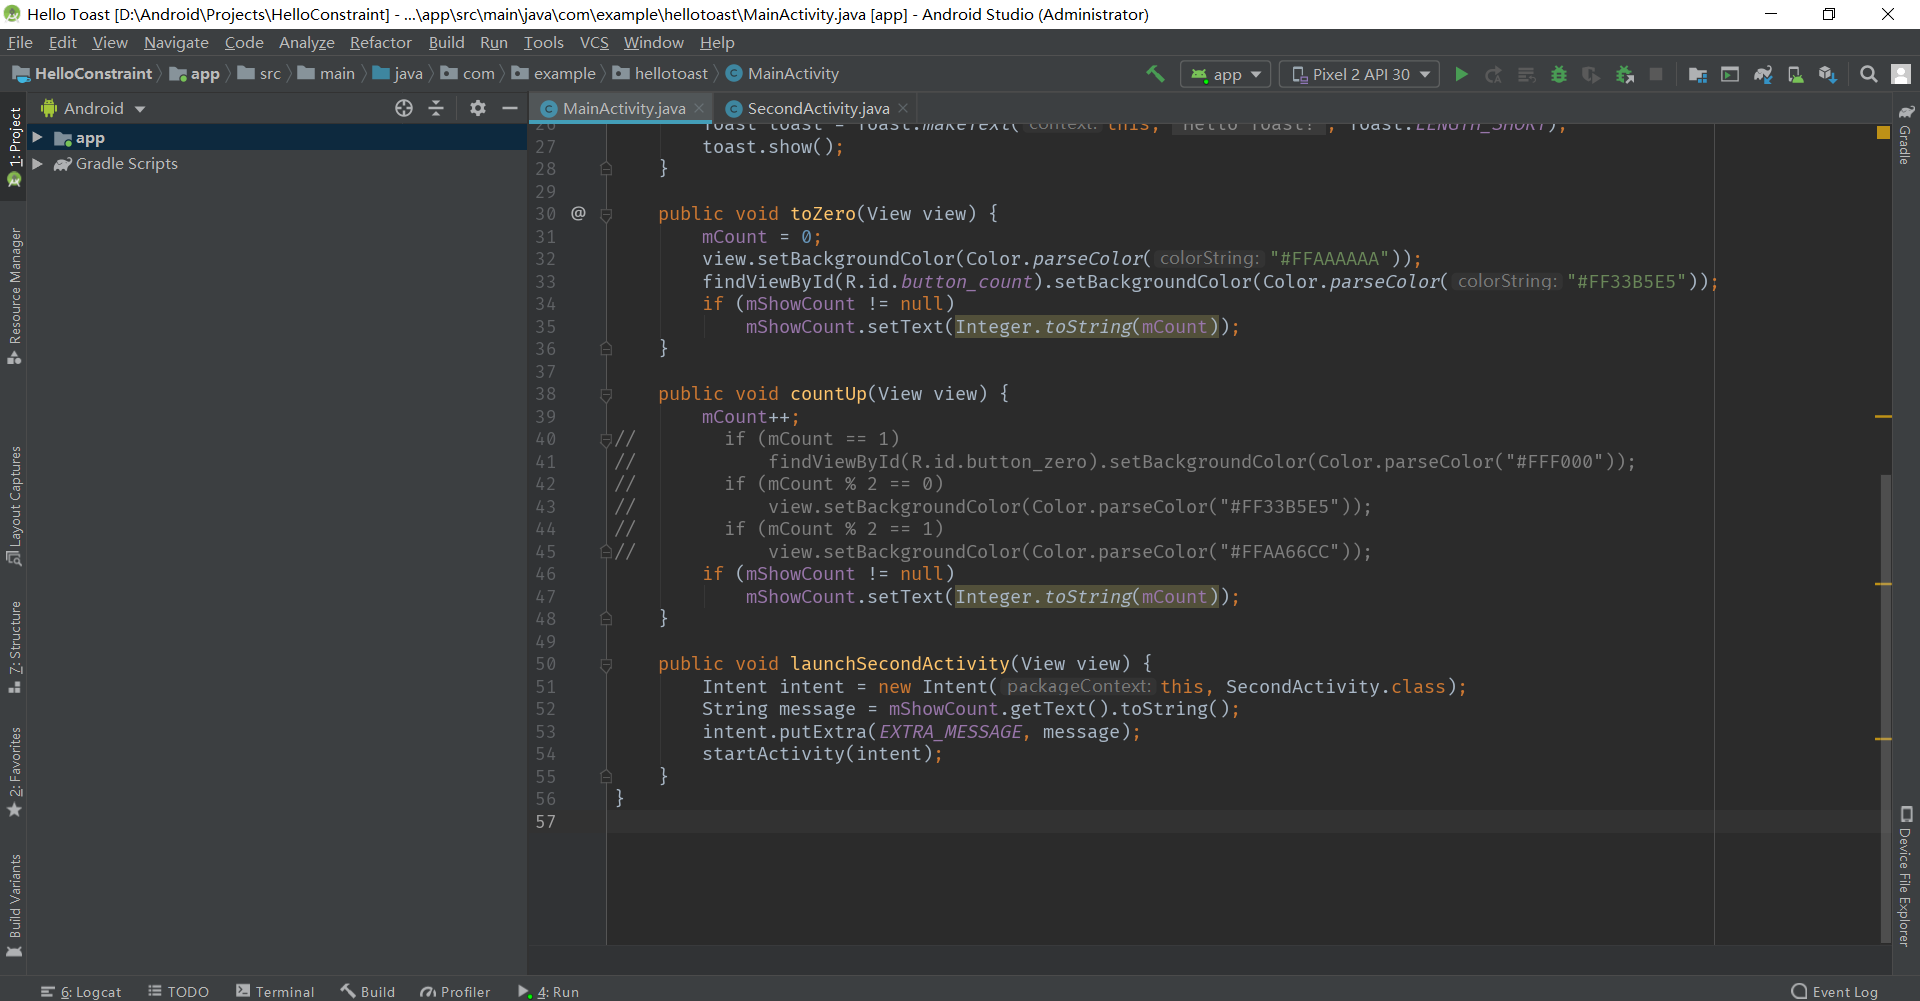 Hello Toast [D:\Android\Projects\HelloConstraint] - ...\app\src\main\java\com\example\hellotoast\MainActivity.java [app] - Android Studio (Administrator)
File Edit View Navigate Code Analyze Refactor Build Run Tools VCS Window Help
HelloConstraint app src main java com example hellotoast MainActivity
app Pixel 2 API 30
Android
MainActivity.java SecondActivity.java
app
Gradle Scripts
1: Project
Resource Manager
Layout Captures
7: Structure
2: Favorites
Build Variants
26 Toast toast = Toast.makeText( context: this, "Hello Toast!", Toast.LENGTH_SHORT);
27 toast.show();
28 }
29
30 @ public void toZero(View view) {
31 mCount = 0;
32 view.setBackgroundColor(Color.parseColor( colorString: "#FFAAAAAA"));
33 findViewById(R.id.button_count).setBackgroundColor(Color.parseColor( colorString: "#FF33B5E5"));
34 if (mShowCount != null)
35 mShowCount.setText(Integer.toString(mCount));
36 }
37
38 public void countUp(View view) {
39 mCount++;
40 // if (mCount == 1)
41 // findViewById(R.id.button_zero).setBackgroundColor(Color.parseColor("#FFF000"));
42 // if (mCount % 2 == 0)
43 // view.setBackgroundColor(Color.parseColor("#FF33B5E5"));
44 // if (mCount % 2 == 1)
45 // view.setBackgroundColor(Color.parseColor("#FFAA66CC"));
46 if (mShowCount != null)
47 mShowCount.setText(Integer.toString(mCount));
48 }
49
50 public void launchSecondActivity(View view) {
51 Intent intent = new Intent( packageContext: this, SecondActivity.class);
52 String message = mShowCount.getText().toString();
53 intent.putExtra(EXTRA_MESSAGE, message);
54 startActivity(intent);
55 }
56 }
57
Gradle
Device File Explorer
6: Logcat TODO Terminal Build Profiler 4: Run Event Log